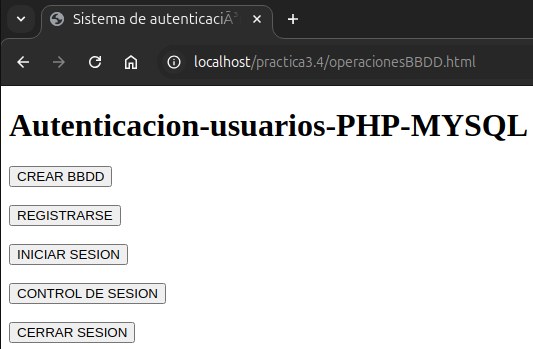 Sistema de autenticaciÃ³
localhost/practica3.4/operacionesBBDD.html
Autenticacion-usuarios-PHP-MYSQL
CREAR BBDD
REGISTRARSE
INICIAR SESION
CONTROL DE SESION
CERRAR SESION